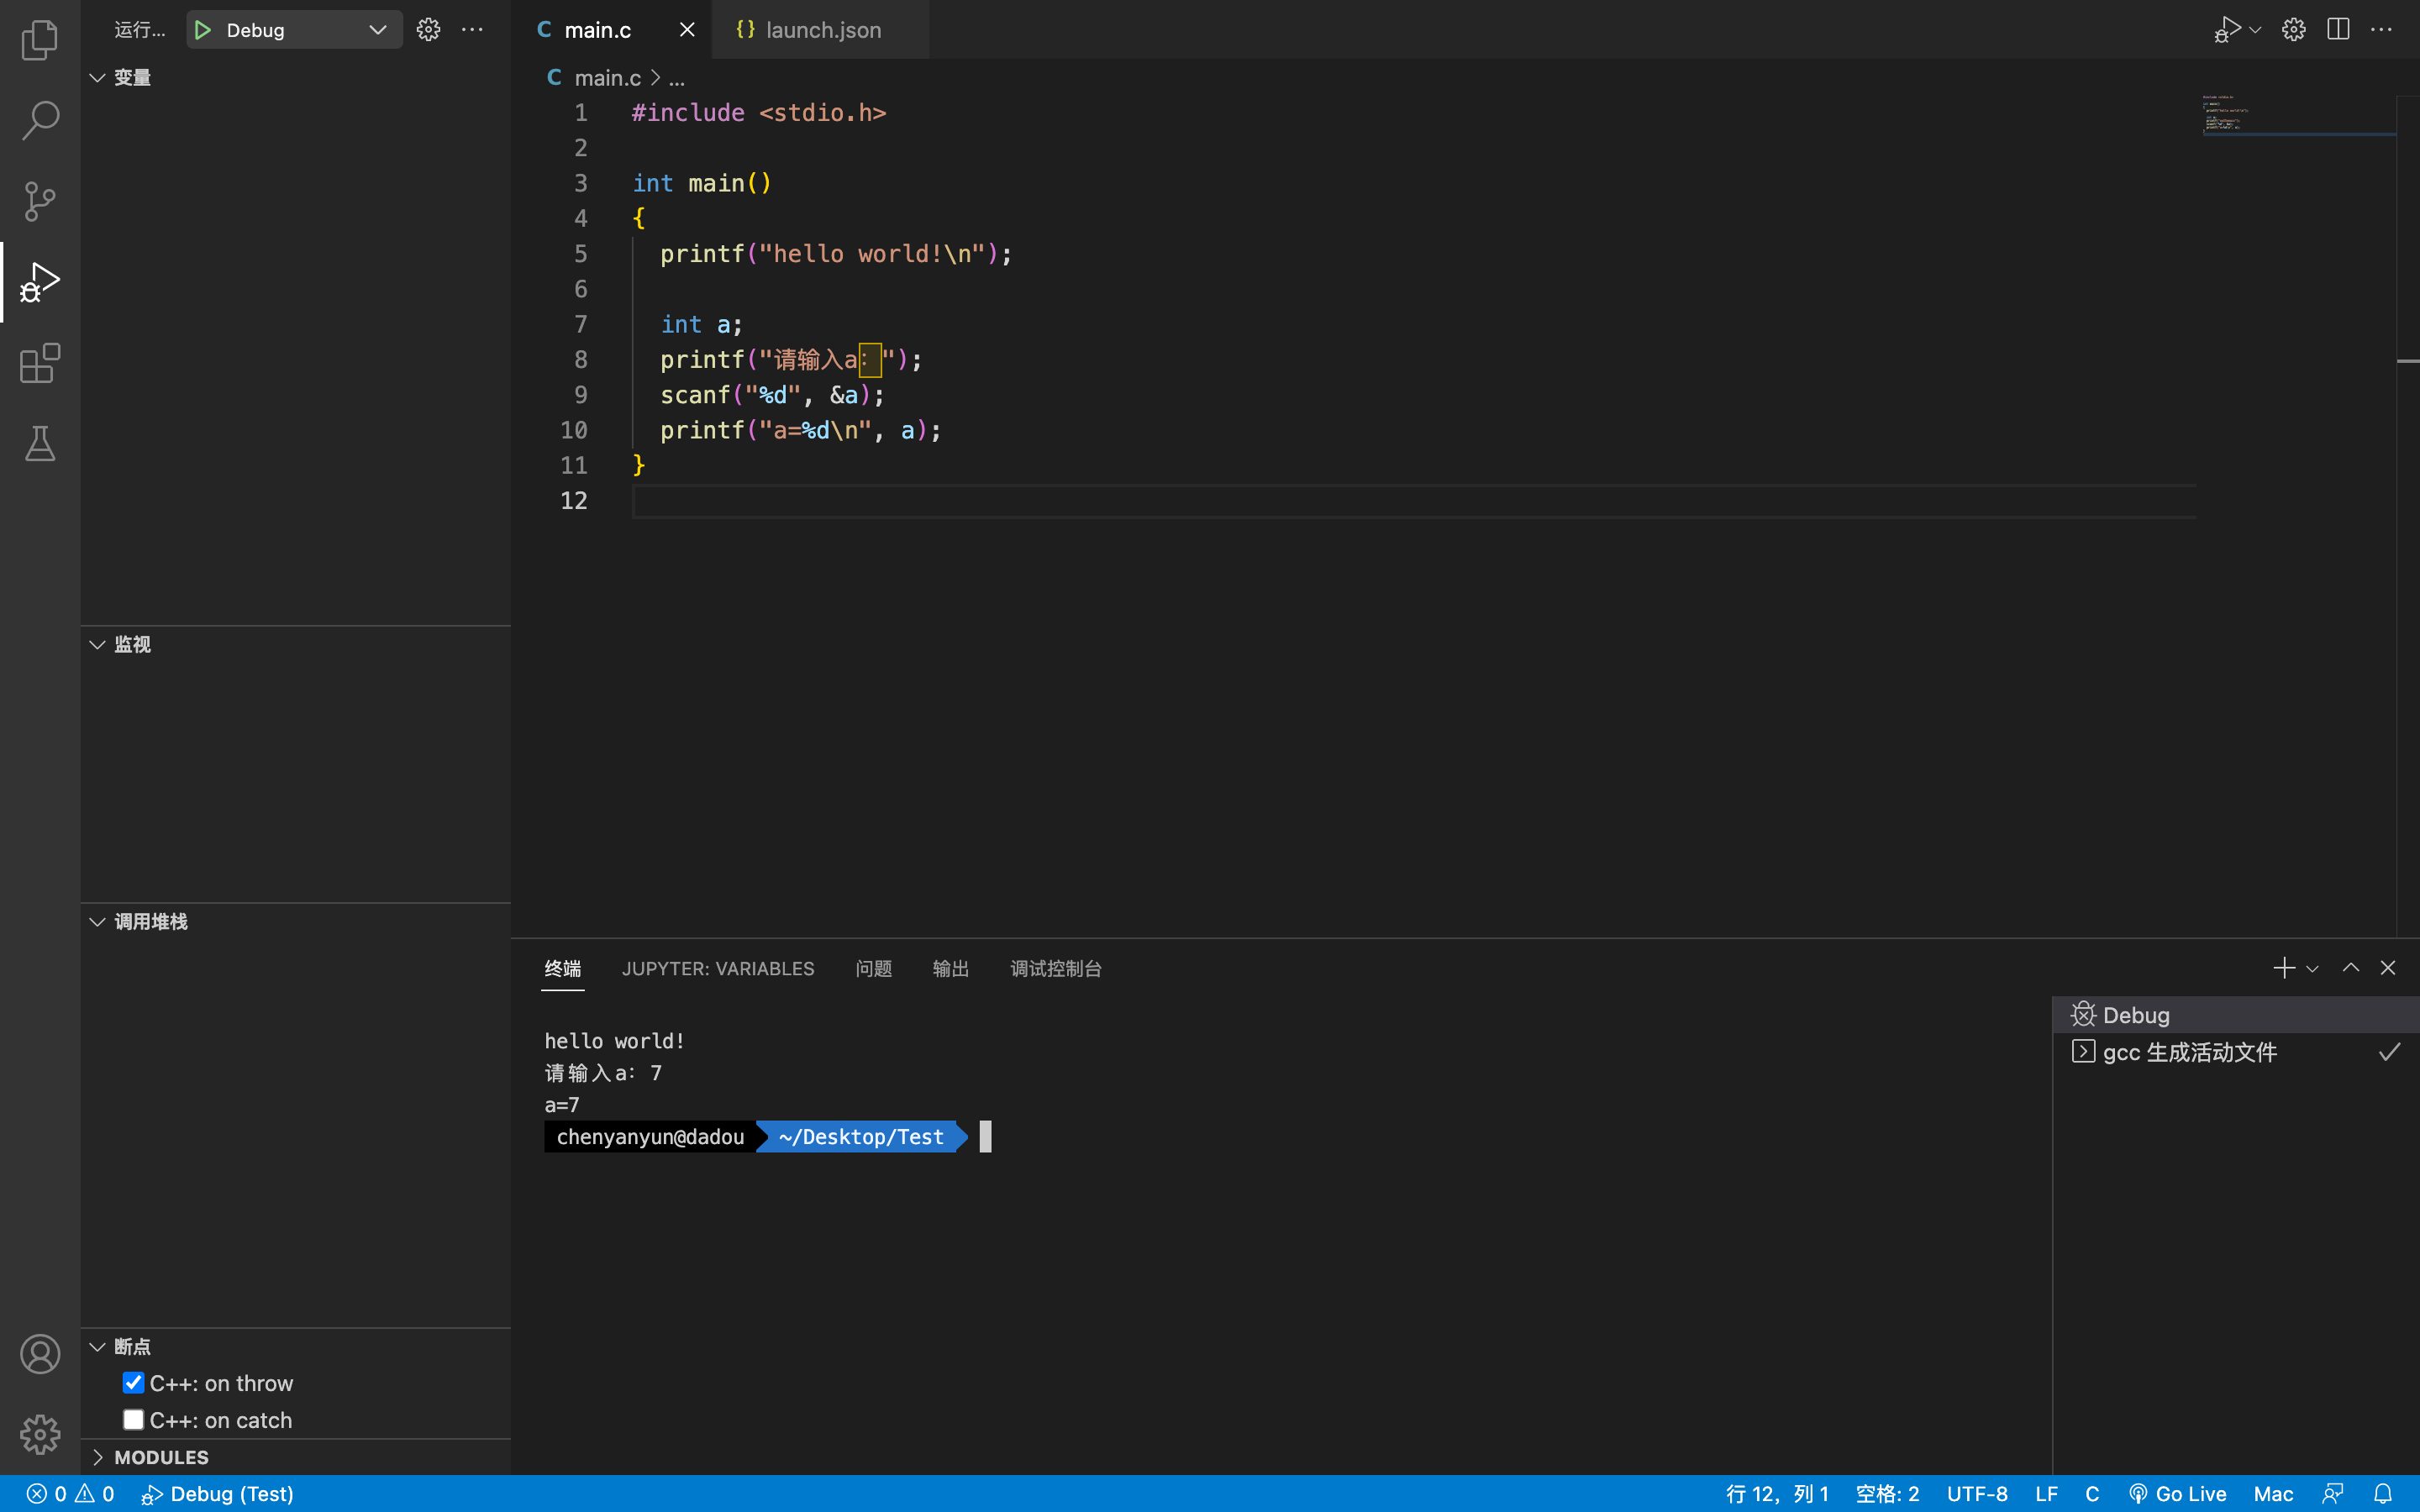 运行... Debug
变量
监视
调用堆栈
断点
C++: on throw
C++: on catch
MODULES
main.c launch.json
main.c > ...
1 #include <stdio.h>
2
3 int main()
4 {
5 printf("hello world!\n");
6
7 int a;
8 printf("请输入a：");
9 scanf("%d", &a);
10 printf("a=%d\n", a);
11 }
12
终端 JUPYTER: VARIABLES 问题 输出 调试控制台
hello world!
请输入a：7
a=7
chenyanyun@dadou ~/Desktop/Test
Debug
gcc 生成活动文件
0 0 Debug (Test) 行 12，列 1 空格: 2 UTF-8 LF C Go Live Mac